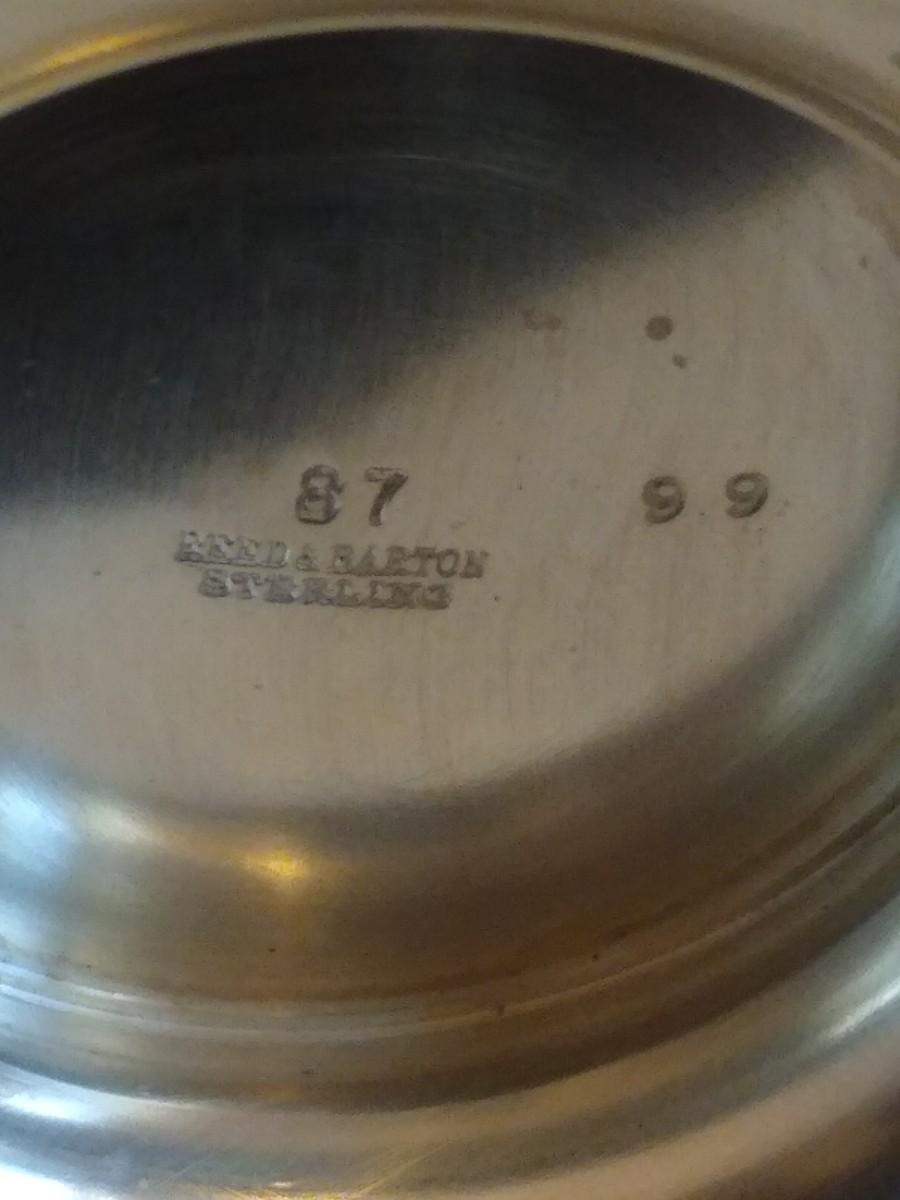 87 99
REED & BARTON
STERLING